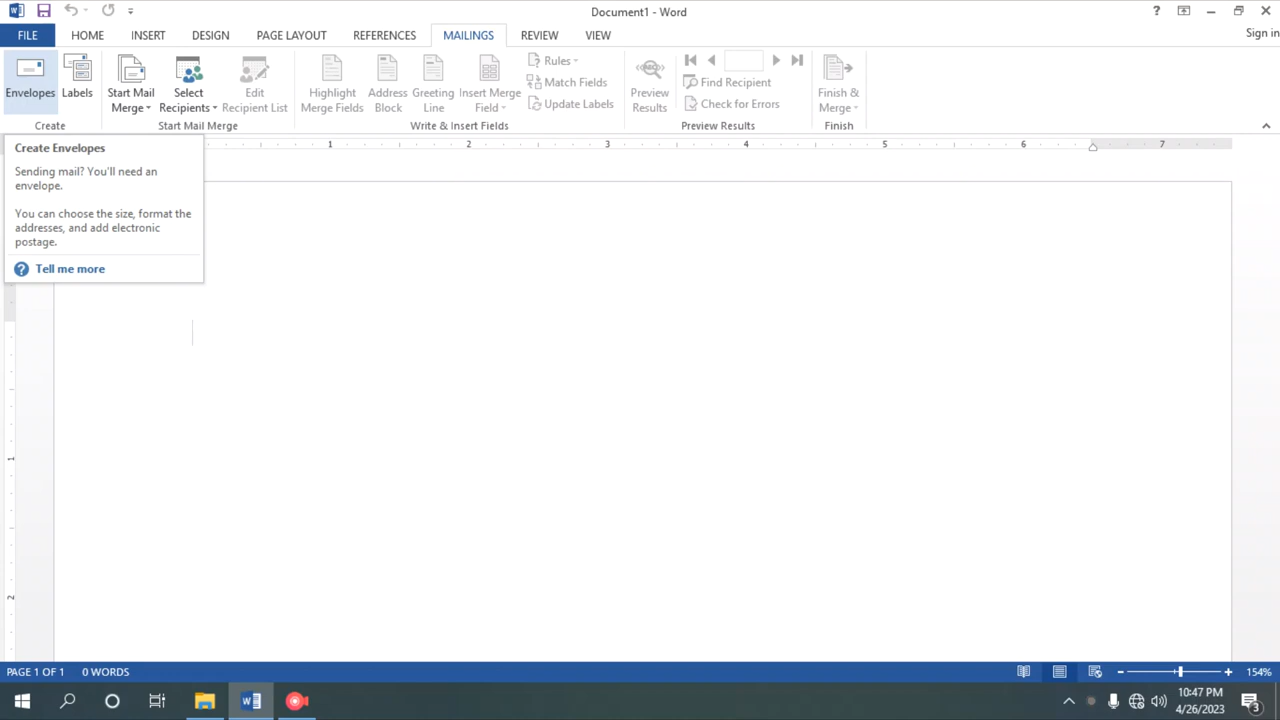 Document1 - Word
?
FILE HOME INSERT DESIGN PAGE LAYOUT REFERENCES MAILINGS REVIEW VIEW Sign in
Envelopes
Labels
Start Mail
Merge
Select
Recipients
Edit
Recipient List
Highlight
Merge Fields
Address
Block
Greeting
Line
Insert Merge
Field
Rules
Match Fields
Update Labels
Preview
Results
Find Recipient
Check for Errors
Finish &
Merge
Create Start Mail Merge Write & Insert Fields Preview Results Finish
1 2 3 4 5 6 7
Create Envelopes
Sending mail? You'll need an
envelope.
You can choose the size, format the
addresses, and add electronic
postage.
? Tell me more
1
2
PAGE 1 OF 1 0 WORDS 154%
10:47 PM
4/26/2023
3